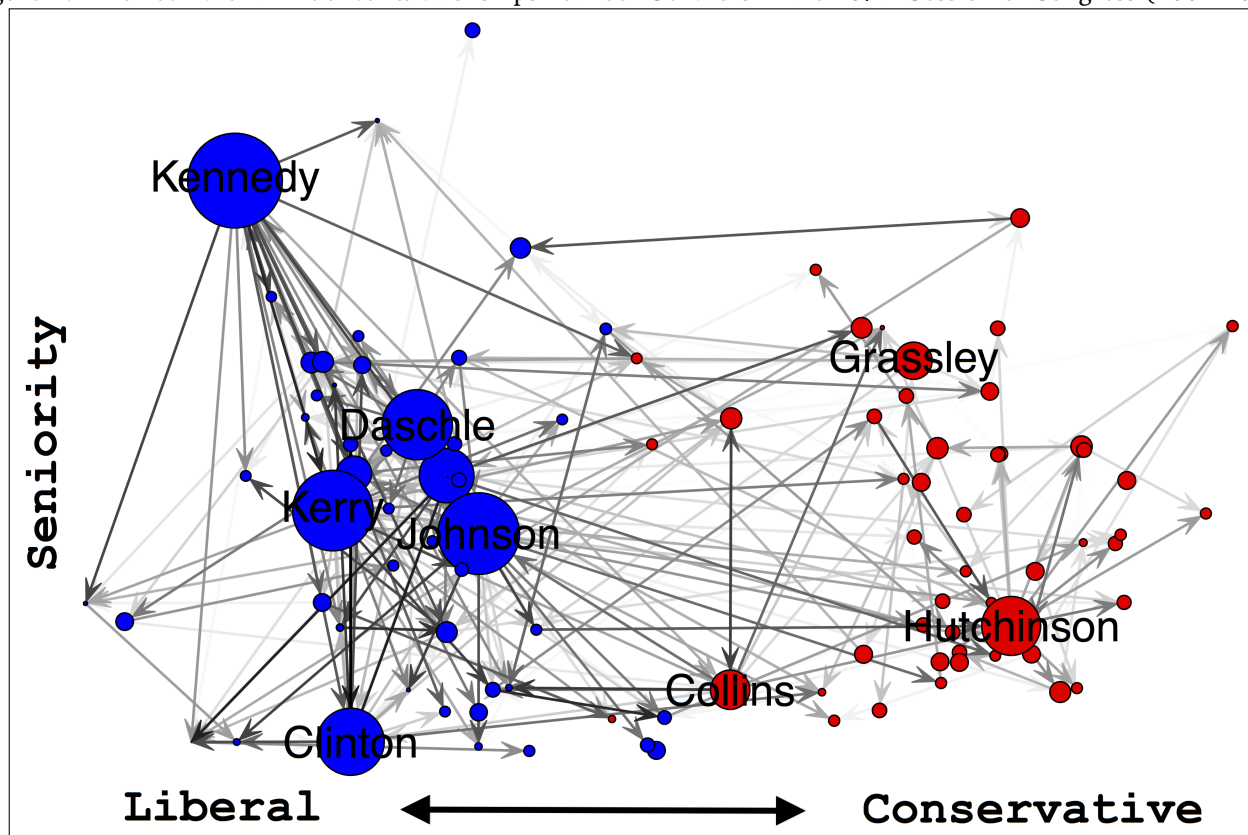 Kennedy
Grassley
Daschle
Kerry
Johnson
Hutchinson
Collins
Clinton
Seniority
Liberal
Conservative